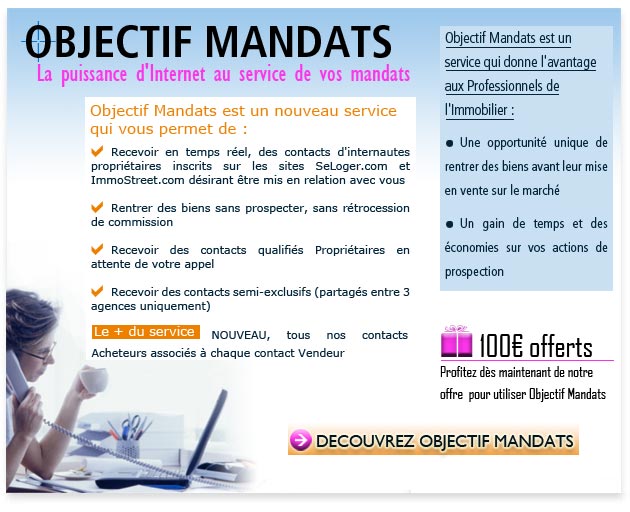 OBJECTIF MANDATS
La puissance d'Internet au service de vos mandats
Objectif Mandats est un nouveau service
qui vous permet de :
Recevoir en temps réel, des contacts d'internautes
propriétaires inscrits sur les sites SeLoger.com et
ImmoStreet.com désirant être mis en relation avec vous
Rentrer des biens sans prospecter, sans rétrocession
de commission
Recevoir des contacts qualifiés Propriétaires en
attente de votre appel
Recevoir des contacts semi-exclusifs (partagés entre 3
agences uniquement)
Le + du service NOUVEAU, tous nos contacts
Acheteurs associés à chaque contact Vendeur
Objectif Mandats est un
service qui donne l'avantage
aux Professionnels de
l'Immobilier :
● Une opportunité unique de
rentrer des biens avant leur mise
en vente sur le marché
● Un gain de temps et des
économies sur vos actions de
prospection
100€ offerts
Profitez dès maintenant de notre
offre pour utiliser Objectif Mandats
DECOUVREZ OBJECTIF MANDATS